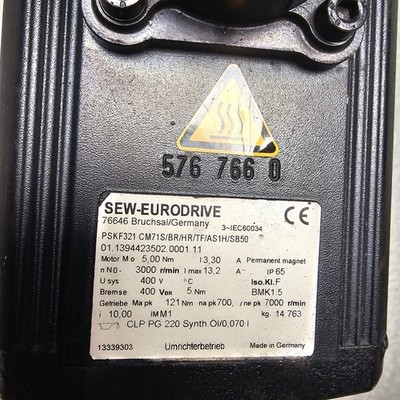 576 766 0
SEW-EURODRIVE CE
76646 Bruchsal/Germany 3~IEC60034
PSKF321 CM71S/BR/HR/TF/AS1H/SB50
01.1394423502.0001.11
Motor M o 5,00 Nm I 3,30 A Permanent magnet
n N0 - 3000 r/min I max 13,2 A IP 65
U sys 400 V °C Iso.Kl.F
Bremse 400 VBR 5 Nm BMK1.5
Getriebe Ma pk 121 Nm na pk 700, / ne pk 7000 r/min
i 10,00 IM M1 kg 14.763
CLP PG 220 Synth.Öl/0,070 l
13339303 Umrichterbetrieb Made in Germany